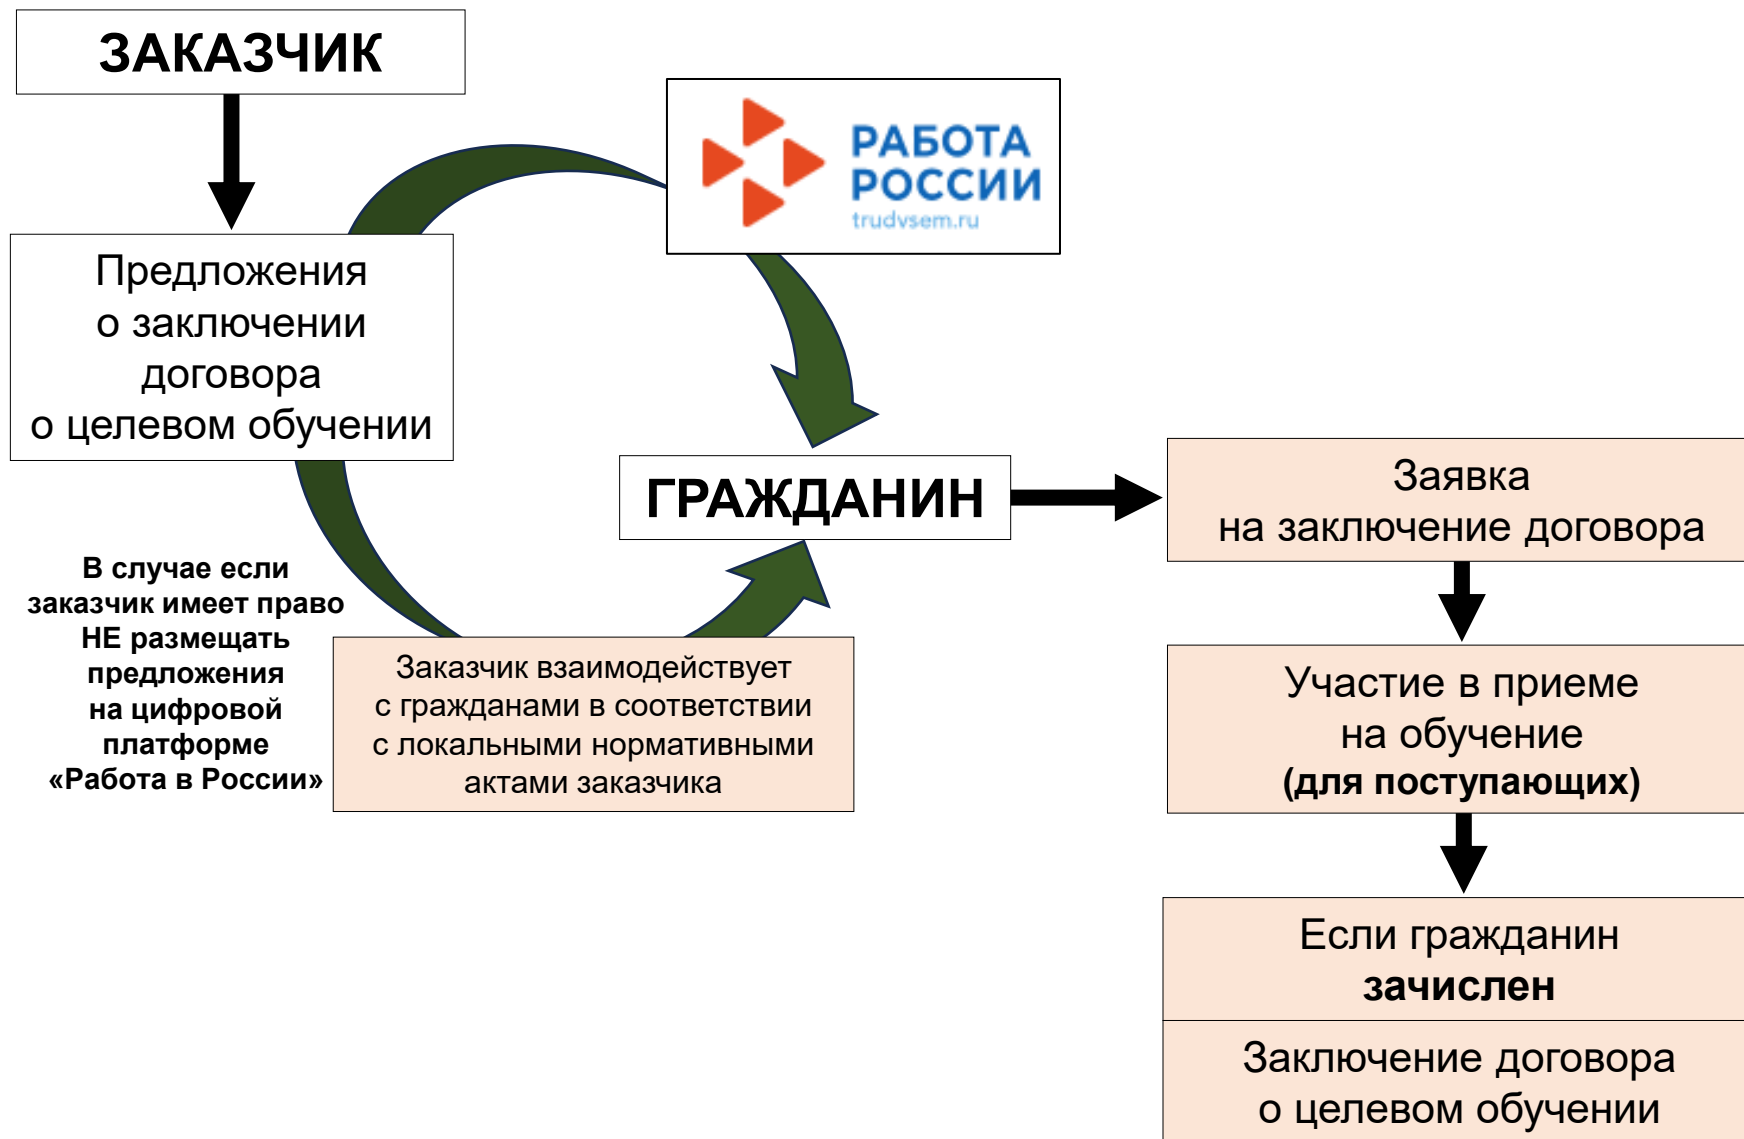 ЗАКАЗЧИК
РАБОТА
РОССИИ
trudvsem.ru
Предложения
о заключении
договора
о целевом обучении
ГРАЖДАНИН
Заявка
на заключение договора
В случае если
заказчик имеет право
НЕ размещать
предложения
на цифровой
платформе
«Работа в России»
Заказчик взаимодействует
с гражданами в соответствии
с локальными нормативными
актами заказчика
Участие в приеме
на обучение
(для поступающих)
Если гражданин
зачислен
Заключение договора
о целевом обучении